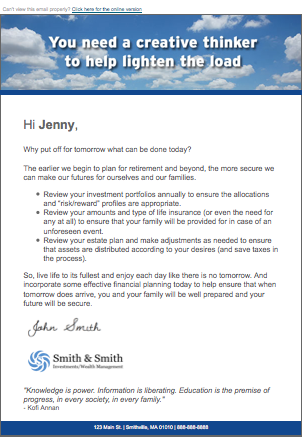 Can't view this email properly? Click here for the online version
You need a creative thinker
to help lighten the load
Hi Jenny,
Why put off for tomorrow what can be done today?
The earlier we begin to plan for retirement and beyond, the more secure we
can make our futures for ourselves and our families.
Review your investment portfolios annually to ensure the allocations
and "risk/reward" profiles are appropriate.
Review your amounts and type of life insurance (or even the need for
any at all) to ensure that your family will be provided for in case of an
unforeseen event.
Review your estate plan and make adjustments as needed to ensure
that assets are distributed according to your desires (and save taxes in
the process).
So, live life to its fullest and enjoy each day like there is no tomorrow. And
incorporate some effective financial planning today to help ensure that when
tomorrow does arrive, you and your family will be well prepared and your
future will be secure.
John Smith
Smith & Smith
Investments/Wealth Management
"Knowledge is power. Information is liberating. Education is the premise of
progress, in every society, in every family."
- Kofi Annan
123 Main St. | Smithville, MA 01010 | 888-888-8888